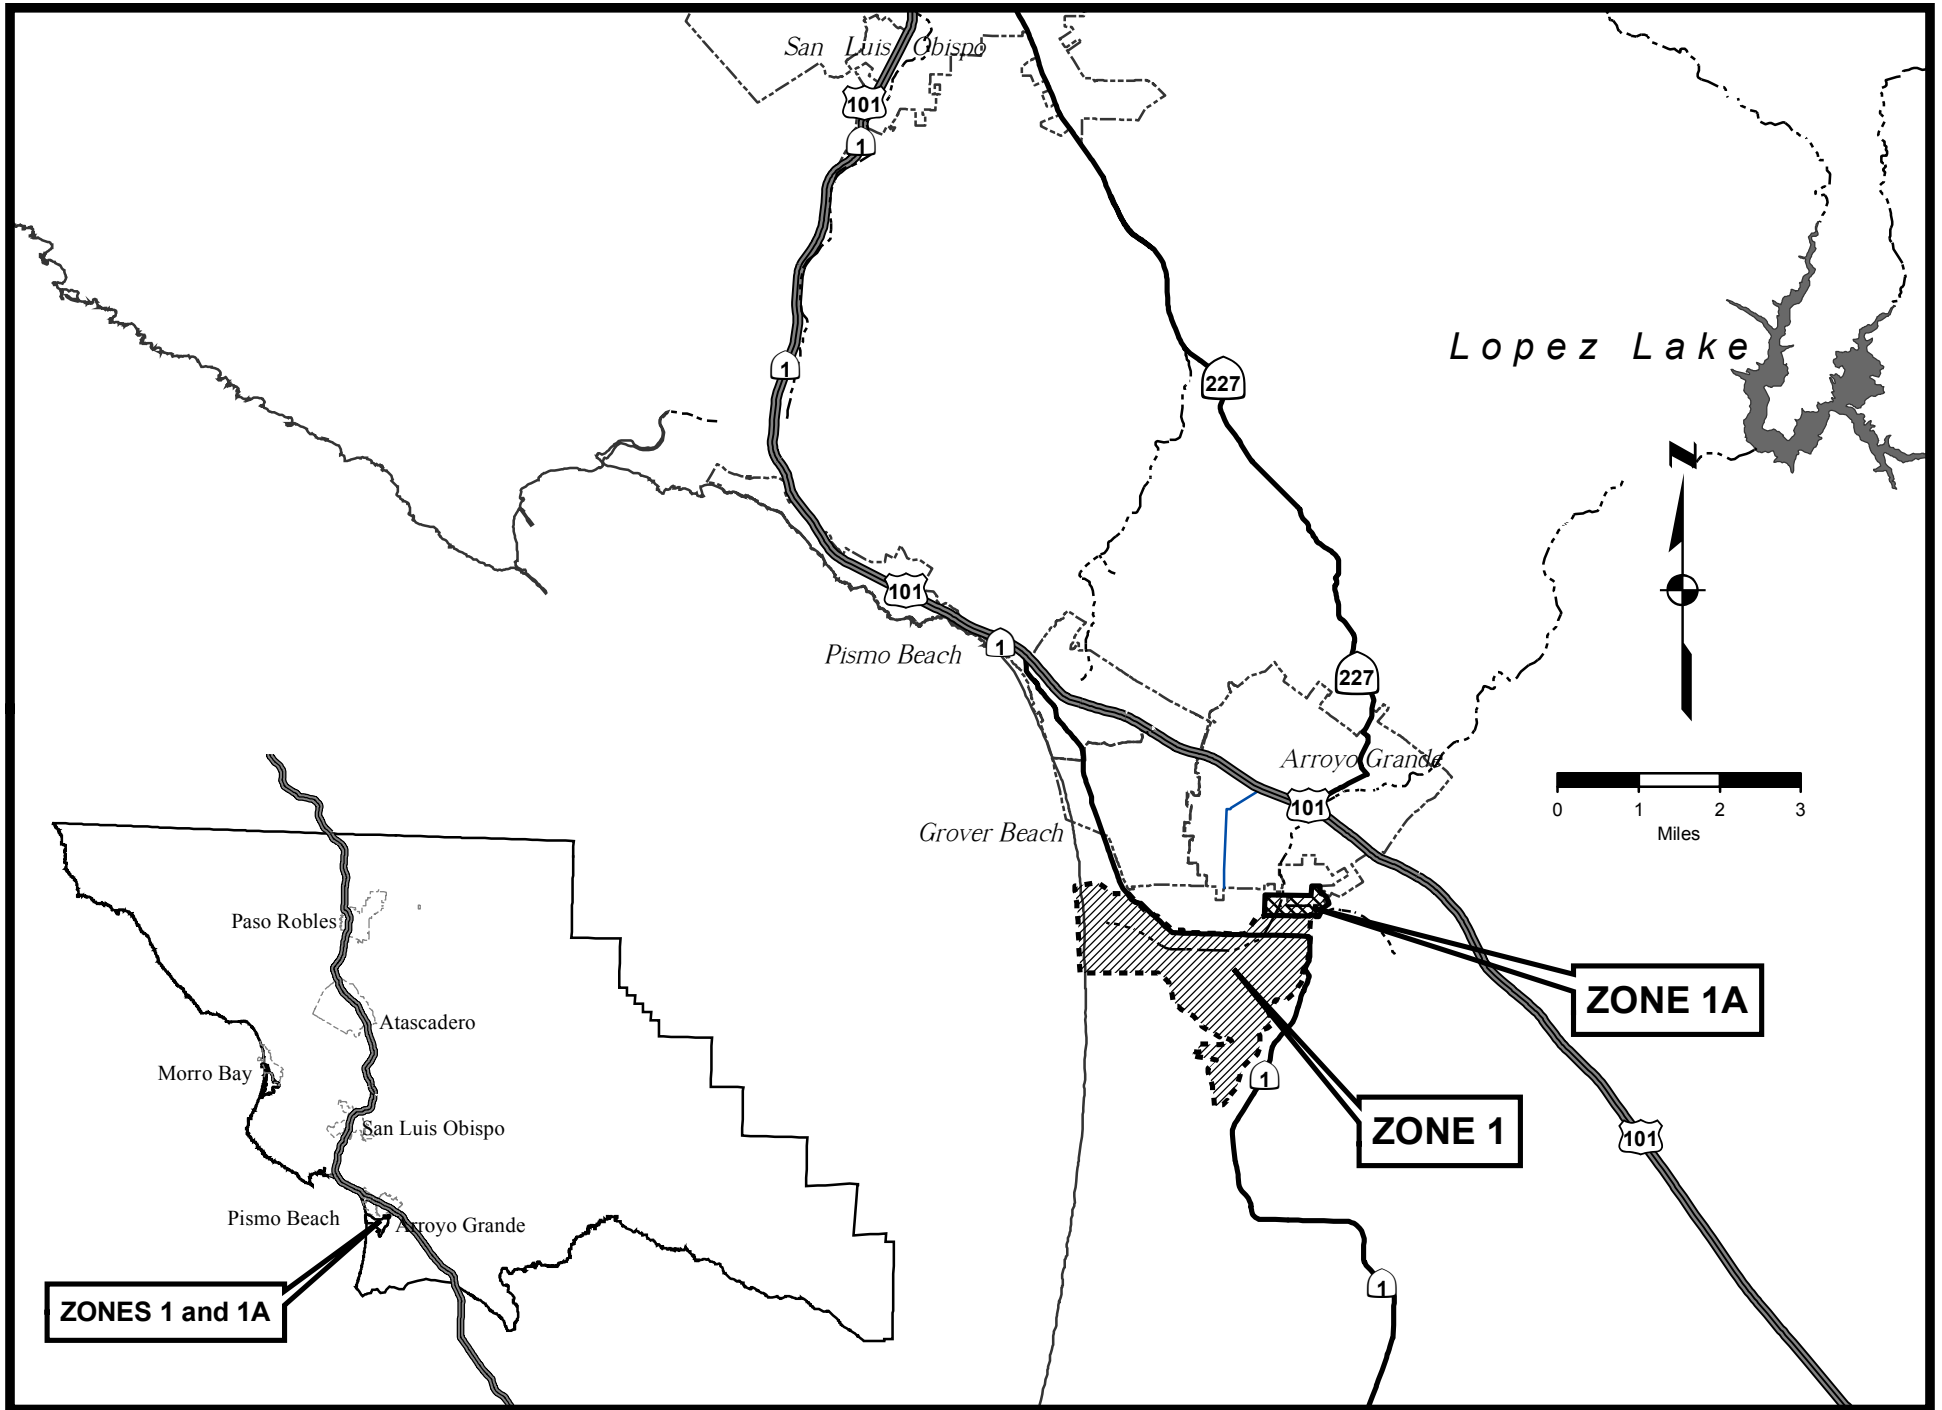 San Luis Obispo
101
1
1
227
Lopez Lake
N
101
1
Pismo Beach
227
Arroyo Grande
101
0 1 2 3
Miles
Grover Beach
ZONE 1A
1
ZONE 1
101
1
Paso Robles
Atascadero
Morro Bay
San Luis Obispo
Pismo Beach
Arroyo Grande
ZONES 1 and 1A